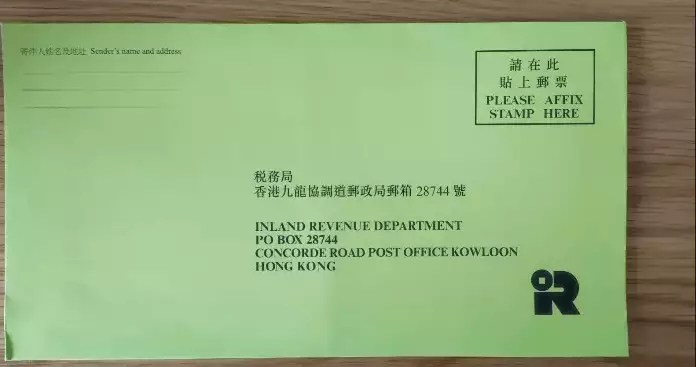 寄件人姓名及地址 Sender's name and address
請在此
貼上郵票
PLEASE AFFIX
STAMP HERE
税務局
香港九龍協調道郵政局郵箱 28744 號
INLAND REVENUE DEPARTMENT
PO BOX 28744
CONCORDE ROAD POST OFFICE KOWLOON
HONG KONG